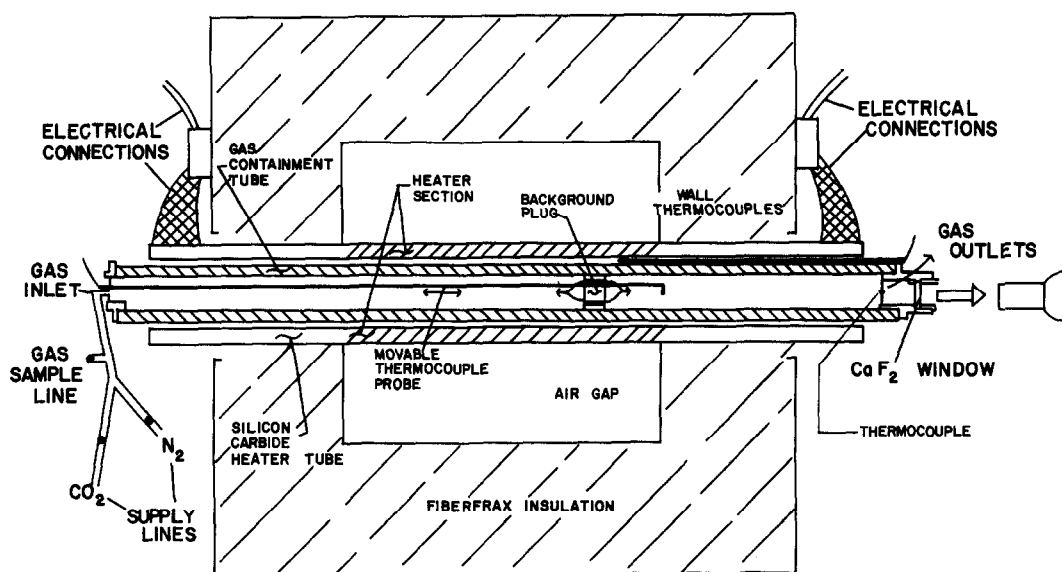 ELECTRICAL
CONNECTIONS
GAS
CONTAINMENT
TUBE
HEATER
SECTION
BACKGROUND
PLUG
WALL
THERMOCOUPLES
ELECTRICAL
CONNECTIONS
GAS
OUTLETS
GAS
INLET
GAS
SAMPLE
LINE
MOVABLE
THERMOCOUPLE
PROBE
AIR GAP
CaF2 WINDOW
THERMOCOUPLE
SILICON
CARBIDE
HEATER TUBE
N2
CO2
SUPPLY
LINES
FIBERFRAX INSULATION